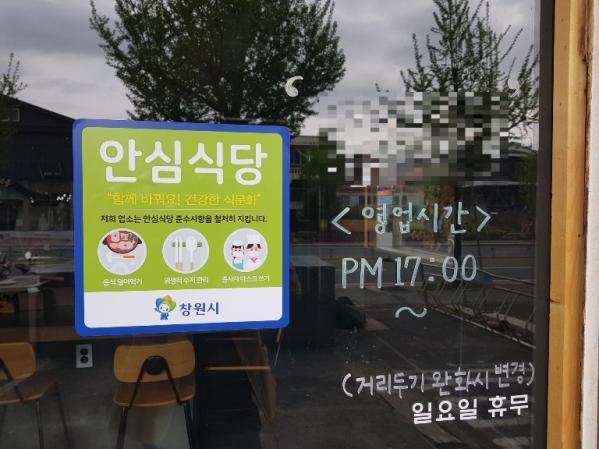 안심식당
"함께 바꿔요! 건강한 식문화"
저희 업소는 안심식당 준수사항을 철저히 지킵니다.
음식 덜어먹기
위생적 수저 관리
종사자 마스크 쓰기
창원시
<영업시간>
PM 17:00
~
(거리두기 완화시 변경)
일요일 휴무